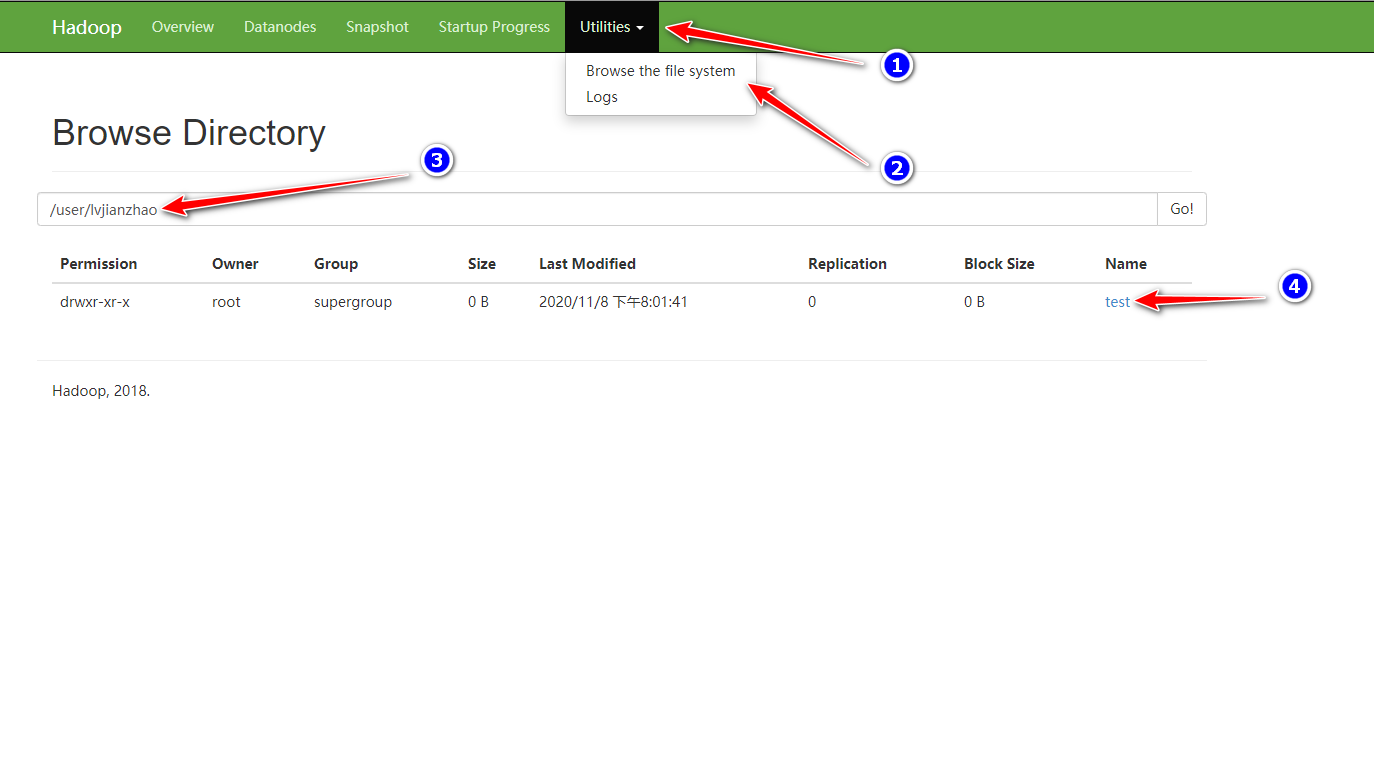 Hadoop Overview Datanodes Snapshot Startup Progress Utilities
1
Browse the file system
Logs
2
Browse Directory
3
/user/lvjianzhao Go!
Permission Owner Group Size Last Modified Replication Block Size Name
drwxr-xr-x root supergroup 0 B 2020/11/8 下午8:01:41 0 0 B test
4
Hadoop, 2018.